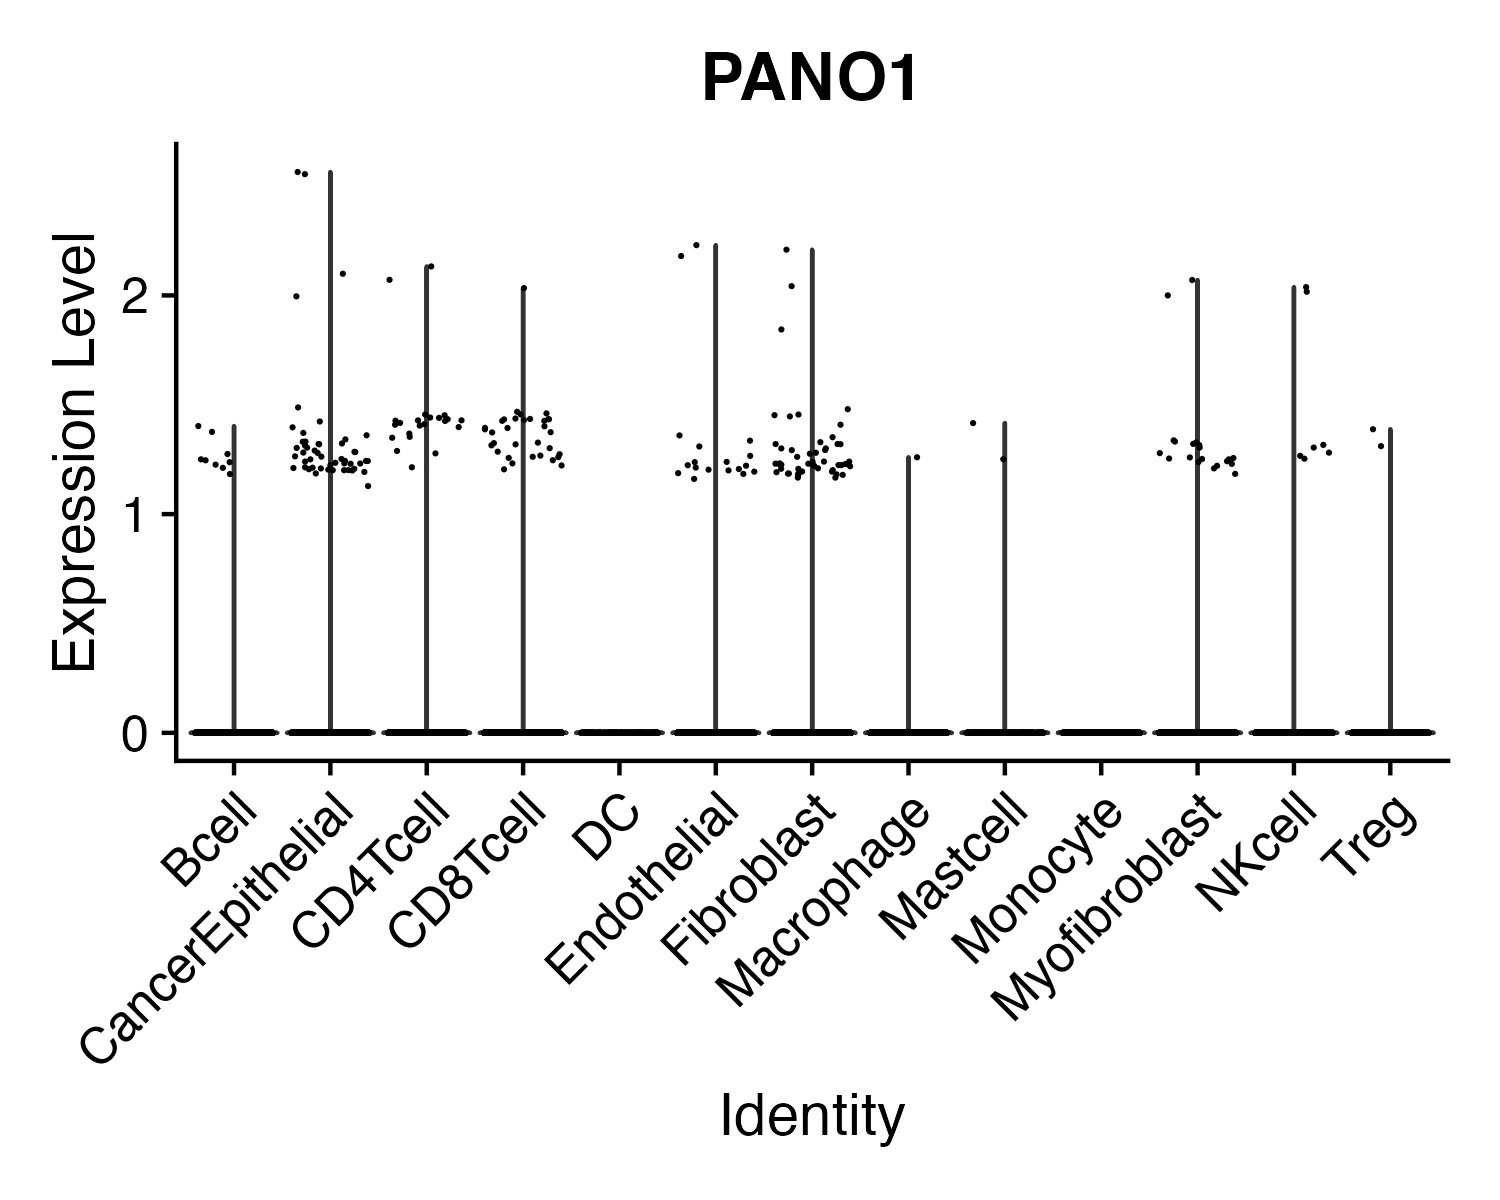 PANO1
Expression Level
2
1
0
Bcell
CancerEpithelial
CD4Tcell
CD8Tcell
DC
Endothelial
Fibroblast
Macrophage
Mastcell
Monocyte
Myofibroblast
NKcell
Treg
Identity